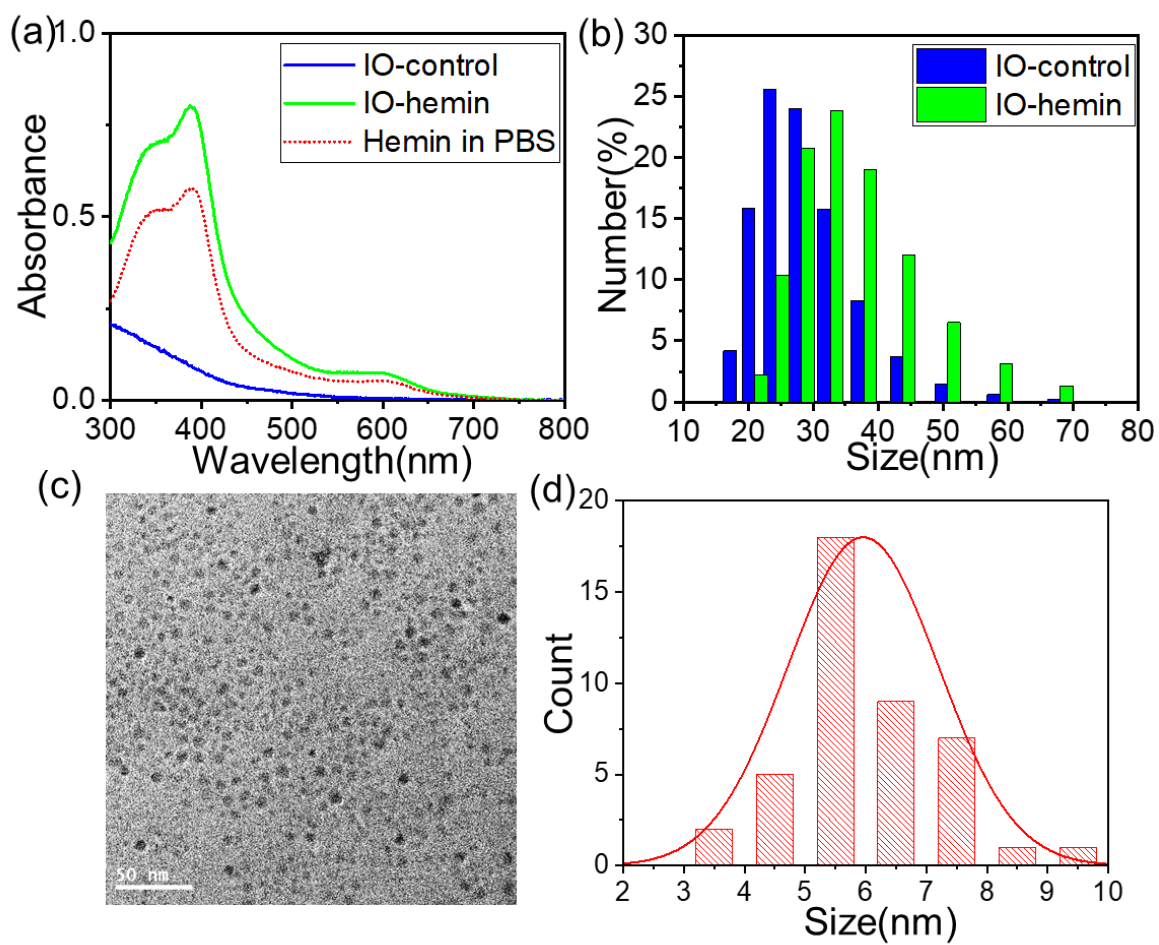 (a)
1.0
0.5
0.0
Absorbance
IO-control
IO-hemin
Hemin in PBS
300 400 500 600 700 800
Wavelength(nm)
(b)
30
25
20
15
10
5
0
Number(%)
IO-control
IO-hemin
10 20 30 40 50 60 70 80
Size(nm)
(c)
50 nm
(d)
20
15
10
5
0
Count
2 3 4 5 6 7 8 9 10
Size(nm)